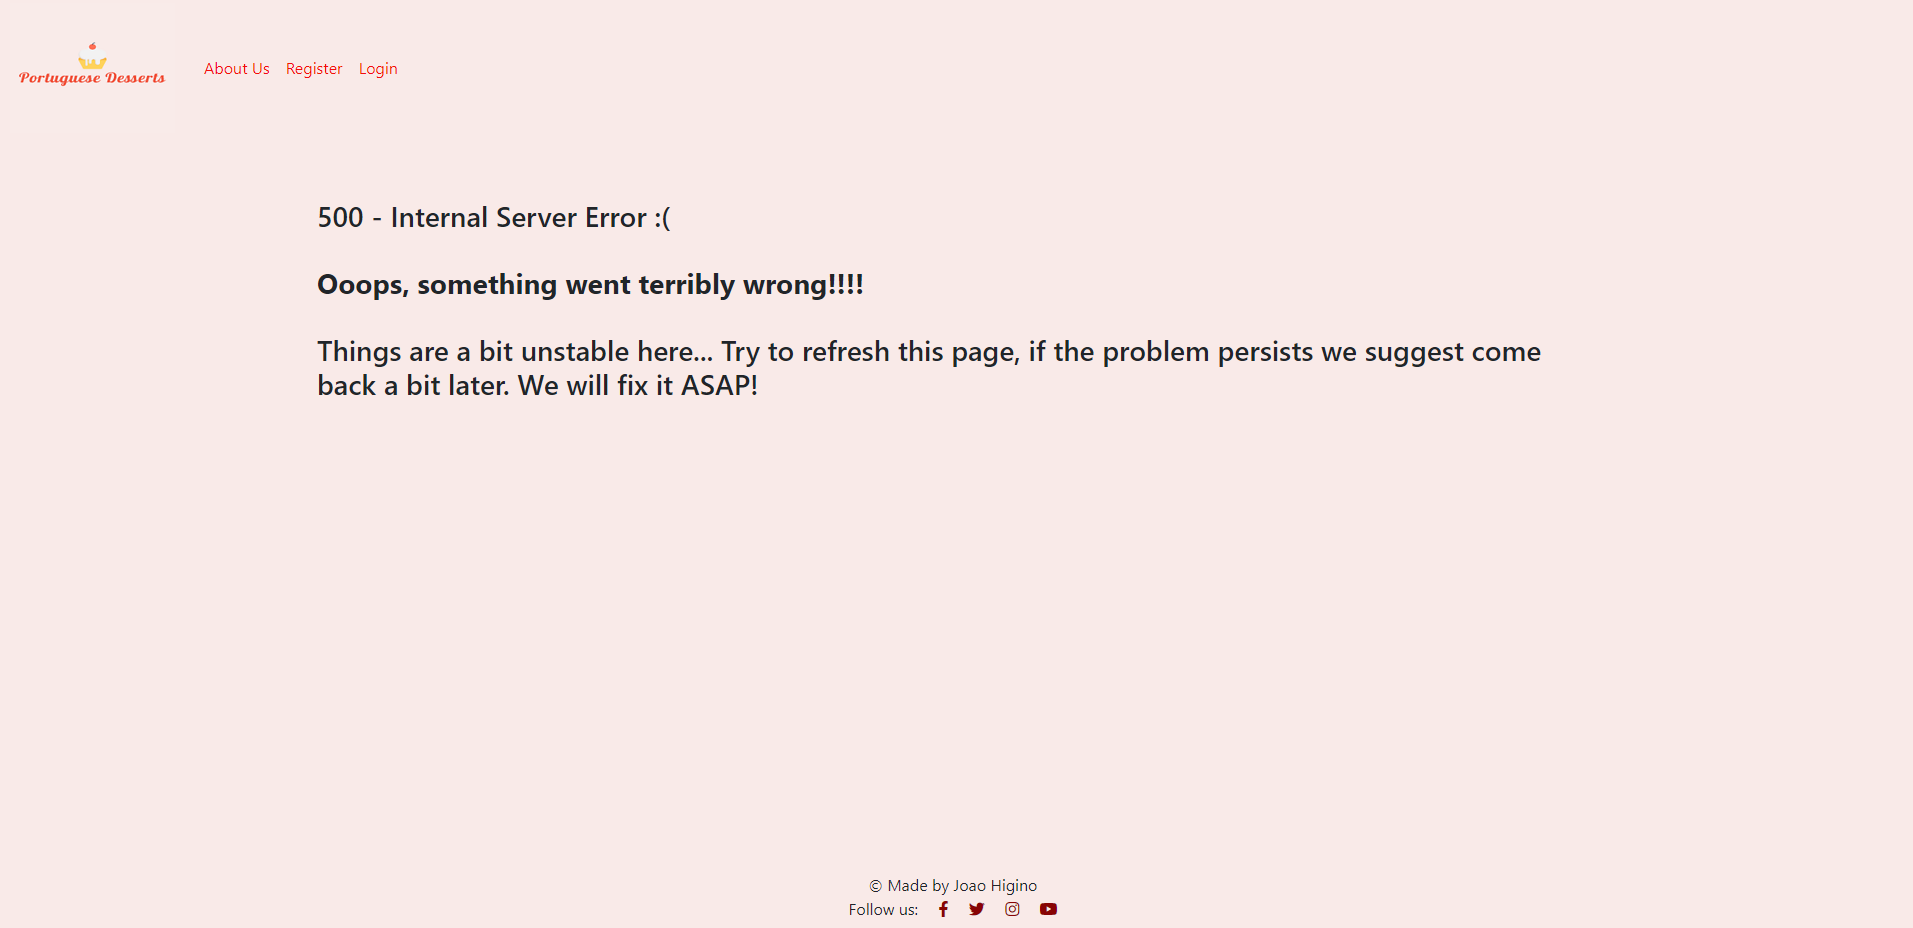 Portuguese Desserts
About Us Register Login
500 - Internal Server Error :(
Ooops, something went terribly wrong!!!!
Things are a bit unstable here... Try to refresh this page, if the problem persists we suggest come
back a bit later. We will fix it ASAP!
© Made by Joao Higino
Follow us: